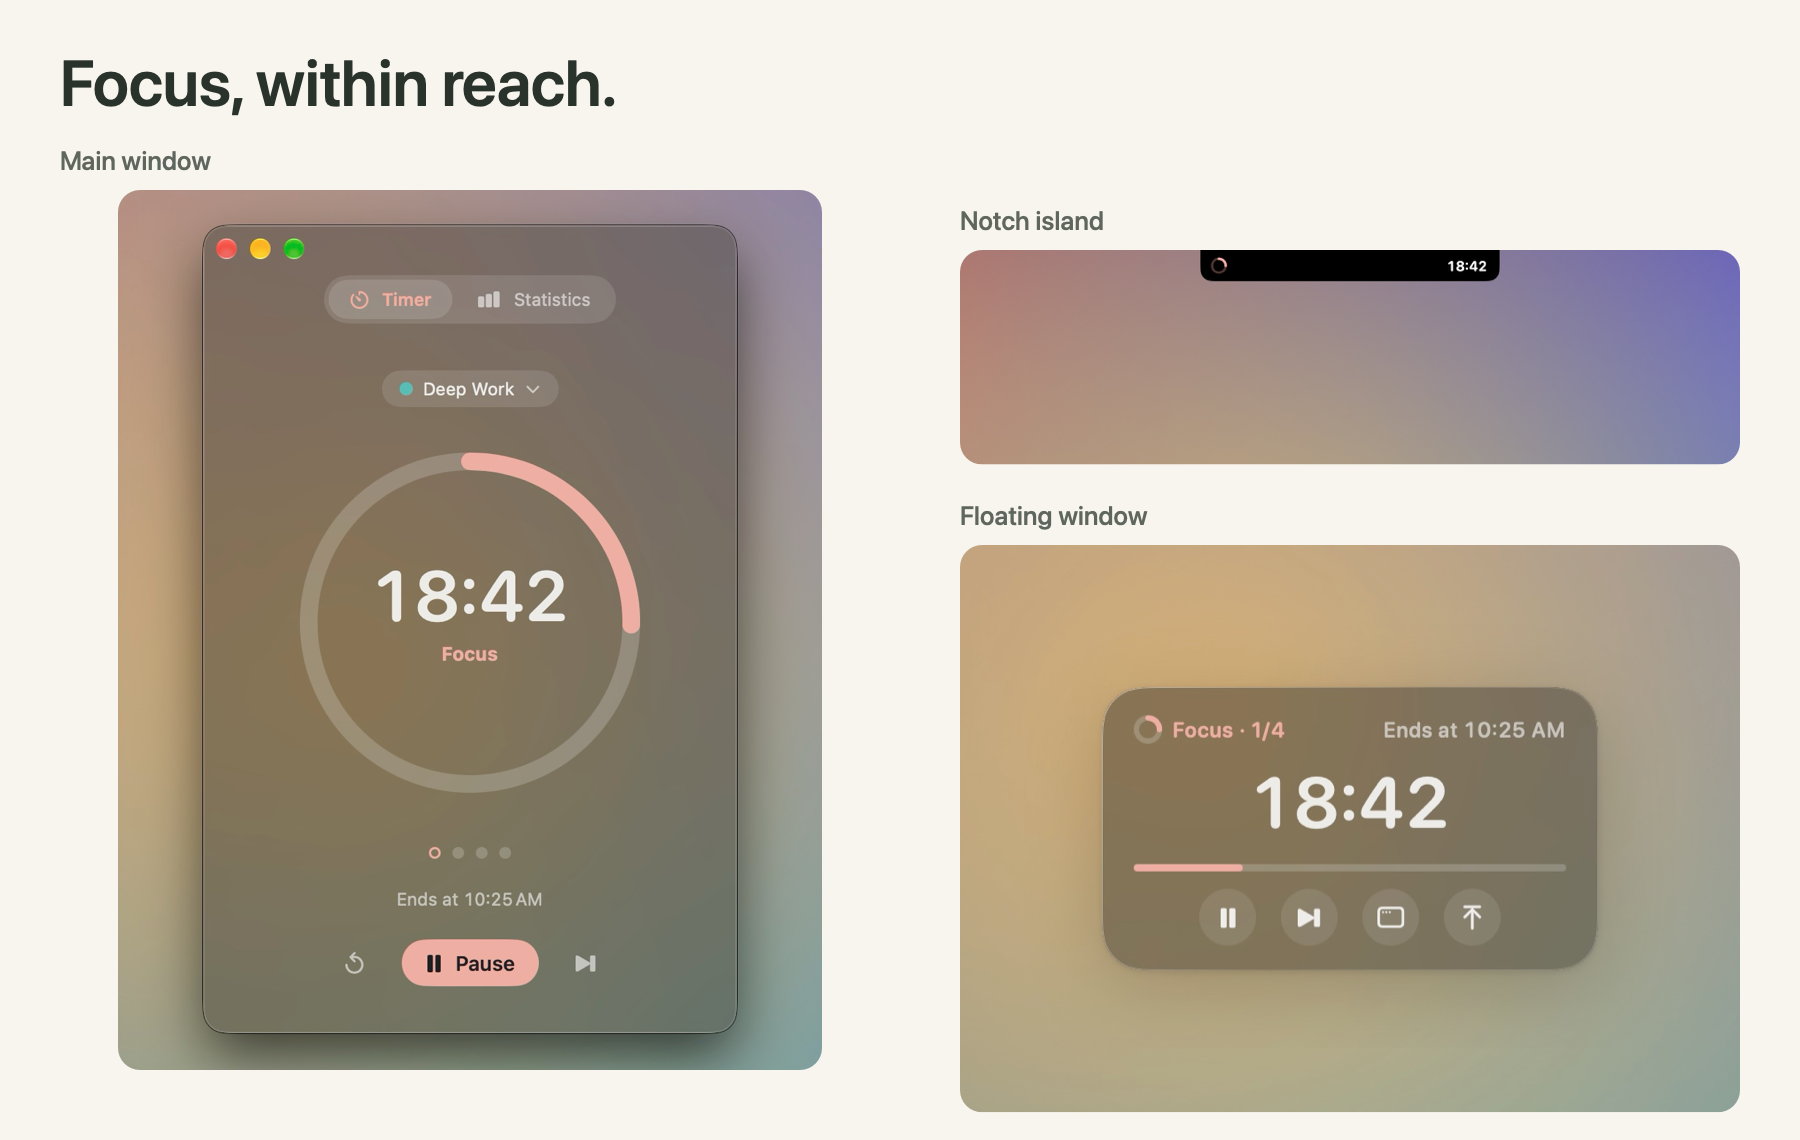 Focus, within reach.
Main window
Timer
Statistics
Deep Work
18:42
Focus
Ends at 10:25 AM
Pause
Notch island
18:42
Floating window
Focus · 1/4
Ends at 10:25 AM
18:42